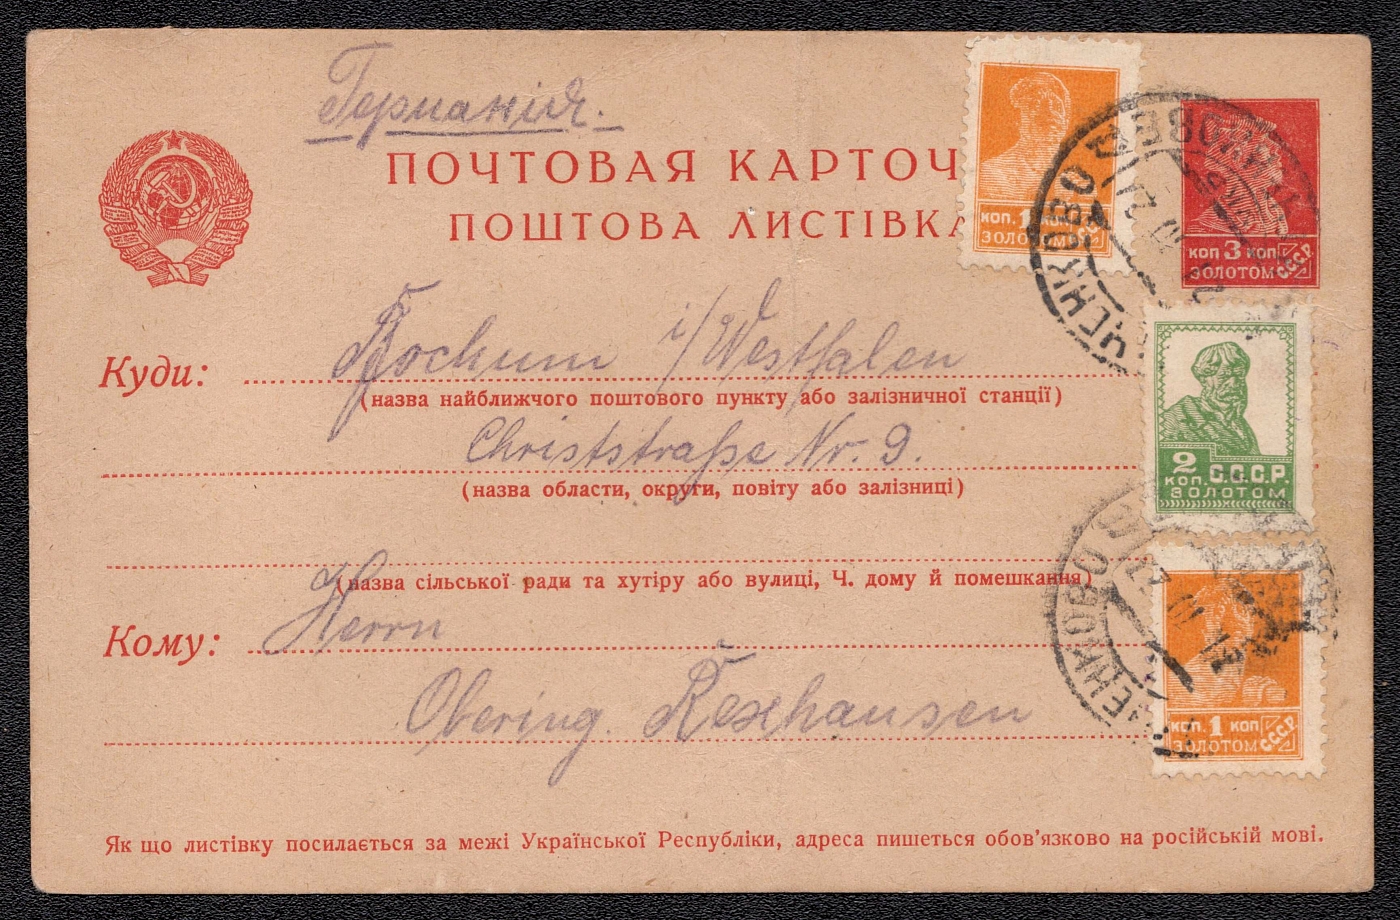 Германія.
ПОЧТОВАЯ КАРТОЧ
ПОШТОВА ЛИСТІВКА
КОП. 1 КОП
ЗОЛОТОМ СССР
КОП 3 КОП
ЗОЛОТОМ С.С.С.Р.
Куди: Bochum i/Westfalen
(назва найближчого поштового пункту або залізничної станції)
Christstraße Nr. 9.
(назва области, округи, повіту або залізниці)
2 С.С.С.Р.
КОП. ЗОЛОТОМ
(назва сільської ради та хутіру або вулиці, Ч. дому й помешкання)
Кому: Herrn
Obering. Rexhausen
КОП. 1 КОП
ЗОЛОТОМ СССР
Як що листівку посилається за межі Української Республіки, адреса пишеться обов'язково на російській мові.